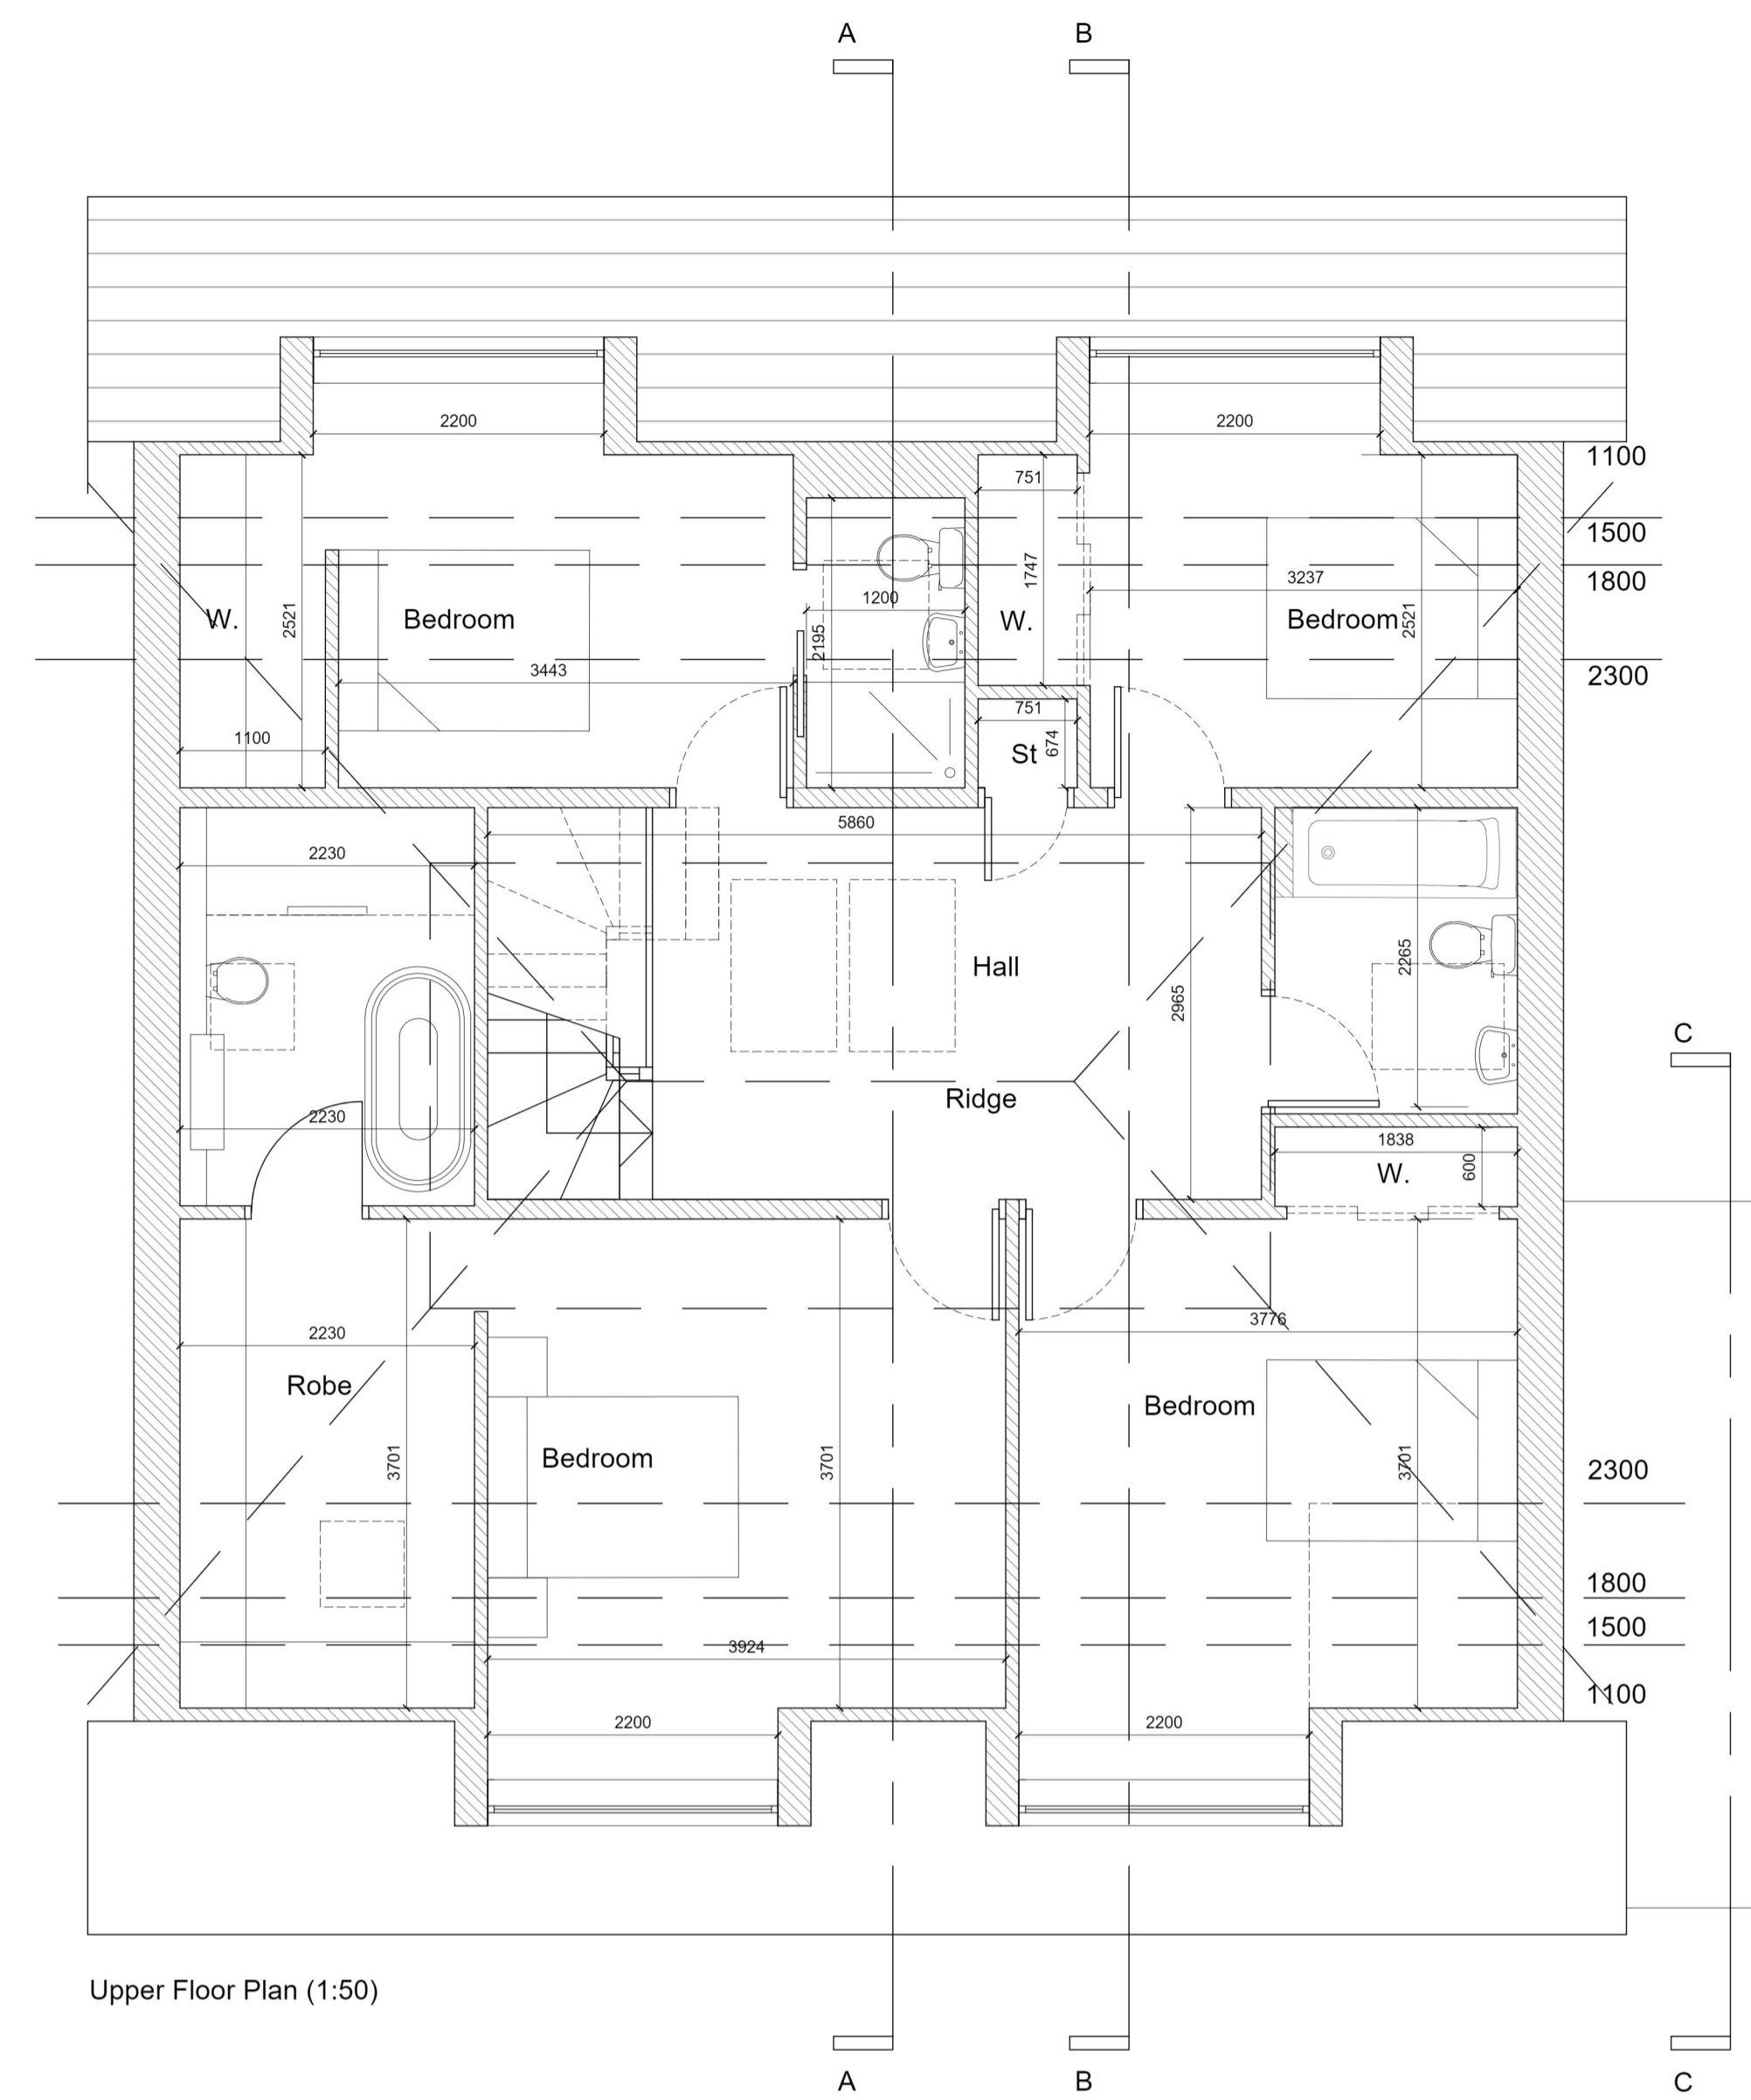 A
B
2200
2200
1100
751
1500
1747
3237
1800
1200
W.
2521
Bedroom
2195
W.
Bedroom
2521
3443
2300
751
1100
St
674
5860
2230
2265
Hall
2965
C
Ridge
2230
1838
W.
600
3776
2230
Robe
Bedroom
3701
Bedroom
3701
3701
2300
1800
1500
3924
1100
2200
2200
Upper Floor Plan (1:50)
A
B
C